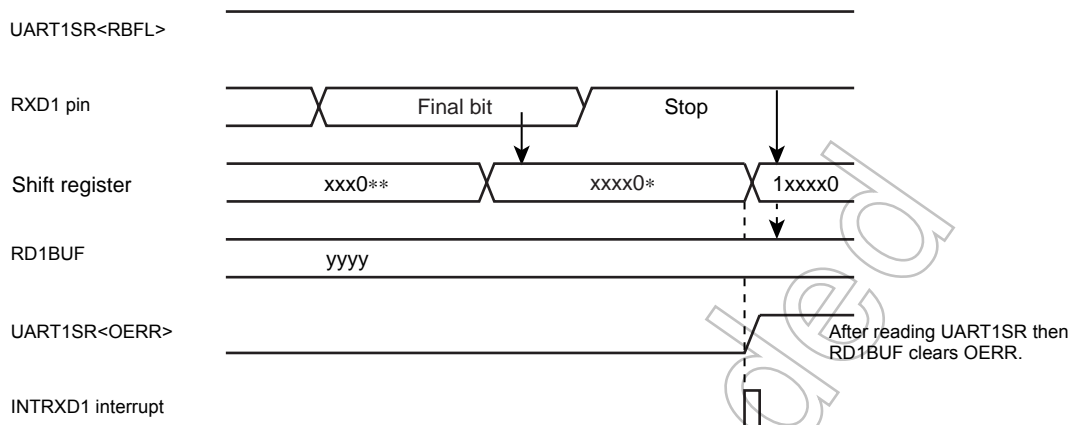 UART1SR<RBFL>
RXD1 pin
Final bit
Stop
Shift register
xxx0**
xxxx0*
1xxxx0
RD1BUF
yyyy
UART1SR<OERR>
After reading UART1SR then
RD1BUF clears OERR.
INTRXD1 interrupt